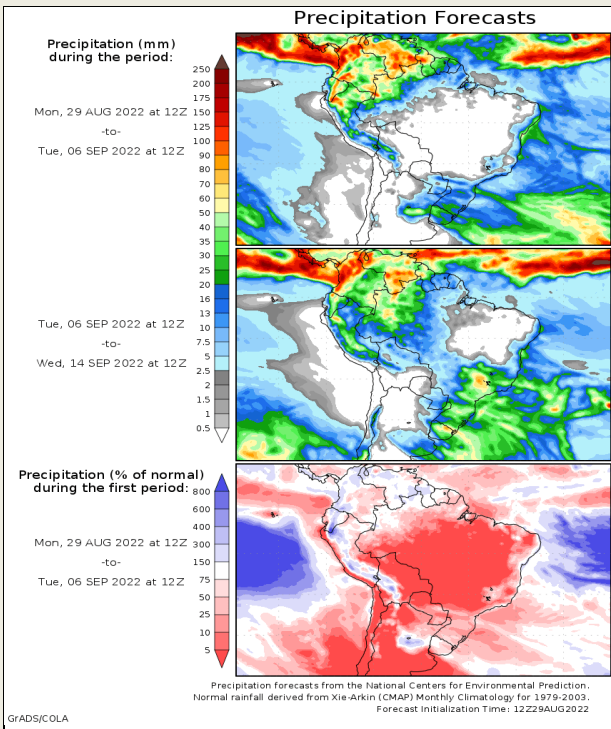 Precipitation Forecasts
Precipitation (mm)
during the period:
Mon, 29 AUG 2022 at 12Z
-to-
Tue, 06 SEP 2022 at 12Z
250
200
175
150
125
100
90
80
70
60
50
40
35
30
25
20
16
13
10
7.5
5
2.5
2
1.5
1
0.5
Tue, 06 SEP 2022 at 12Z
-to-
Wed, 14 SEP 2022 at 12Z
Precipitation (% of normal)
during the first period:
Mon, 29 AUG 2022 at 12Z
-to-
Tue, 06 SEP 2022 at 12Z
800
600
400
300
150
75
50
25
10
5
Precipitation forecasts from the National Centers for Environmental Prediction.
Normal rainfall derived from Xie-Arkin (CMAP) Monthly Climatology for 1979-2003.
Forecast Initialization Time: 12Z29AUG2022
GrADS/COLA